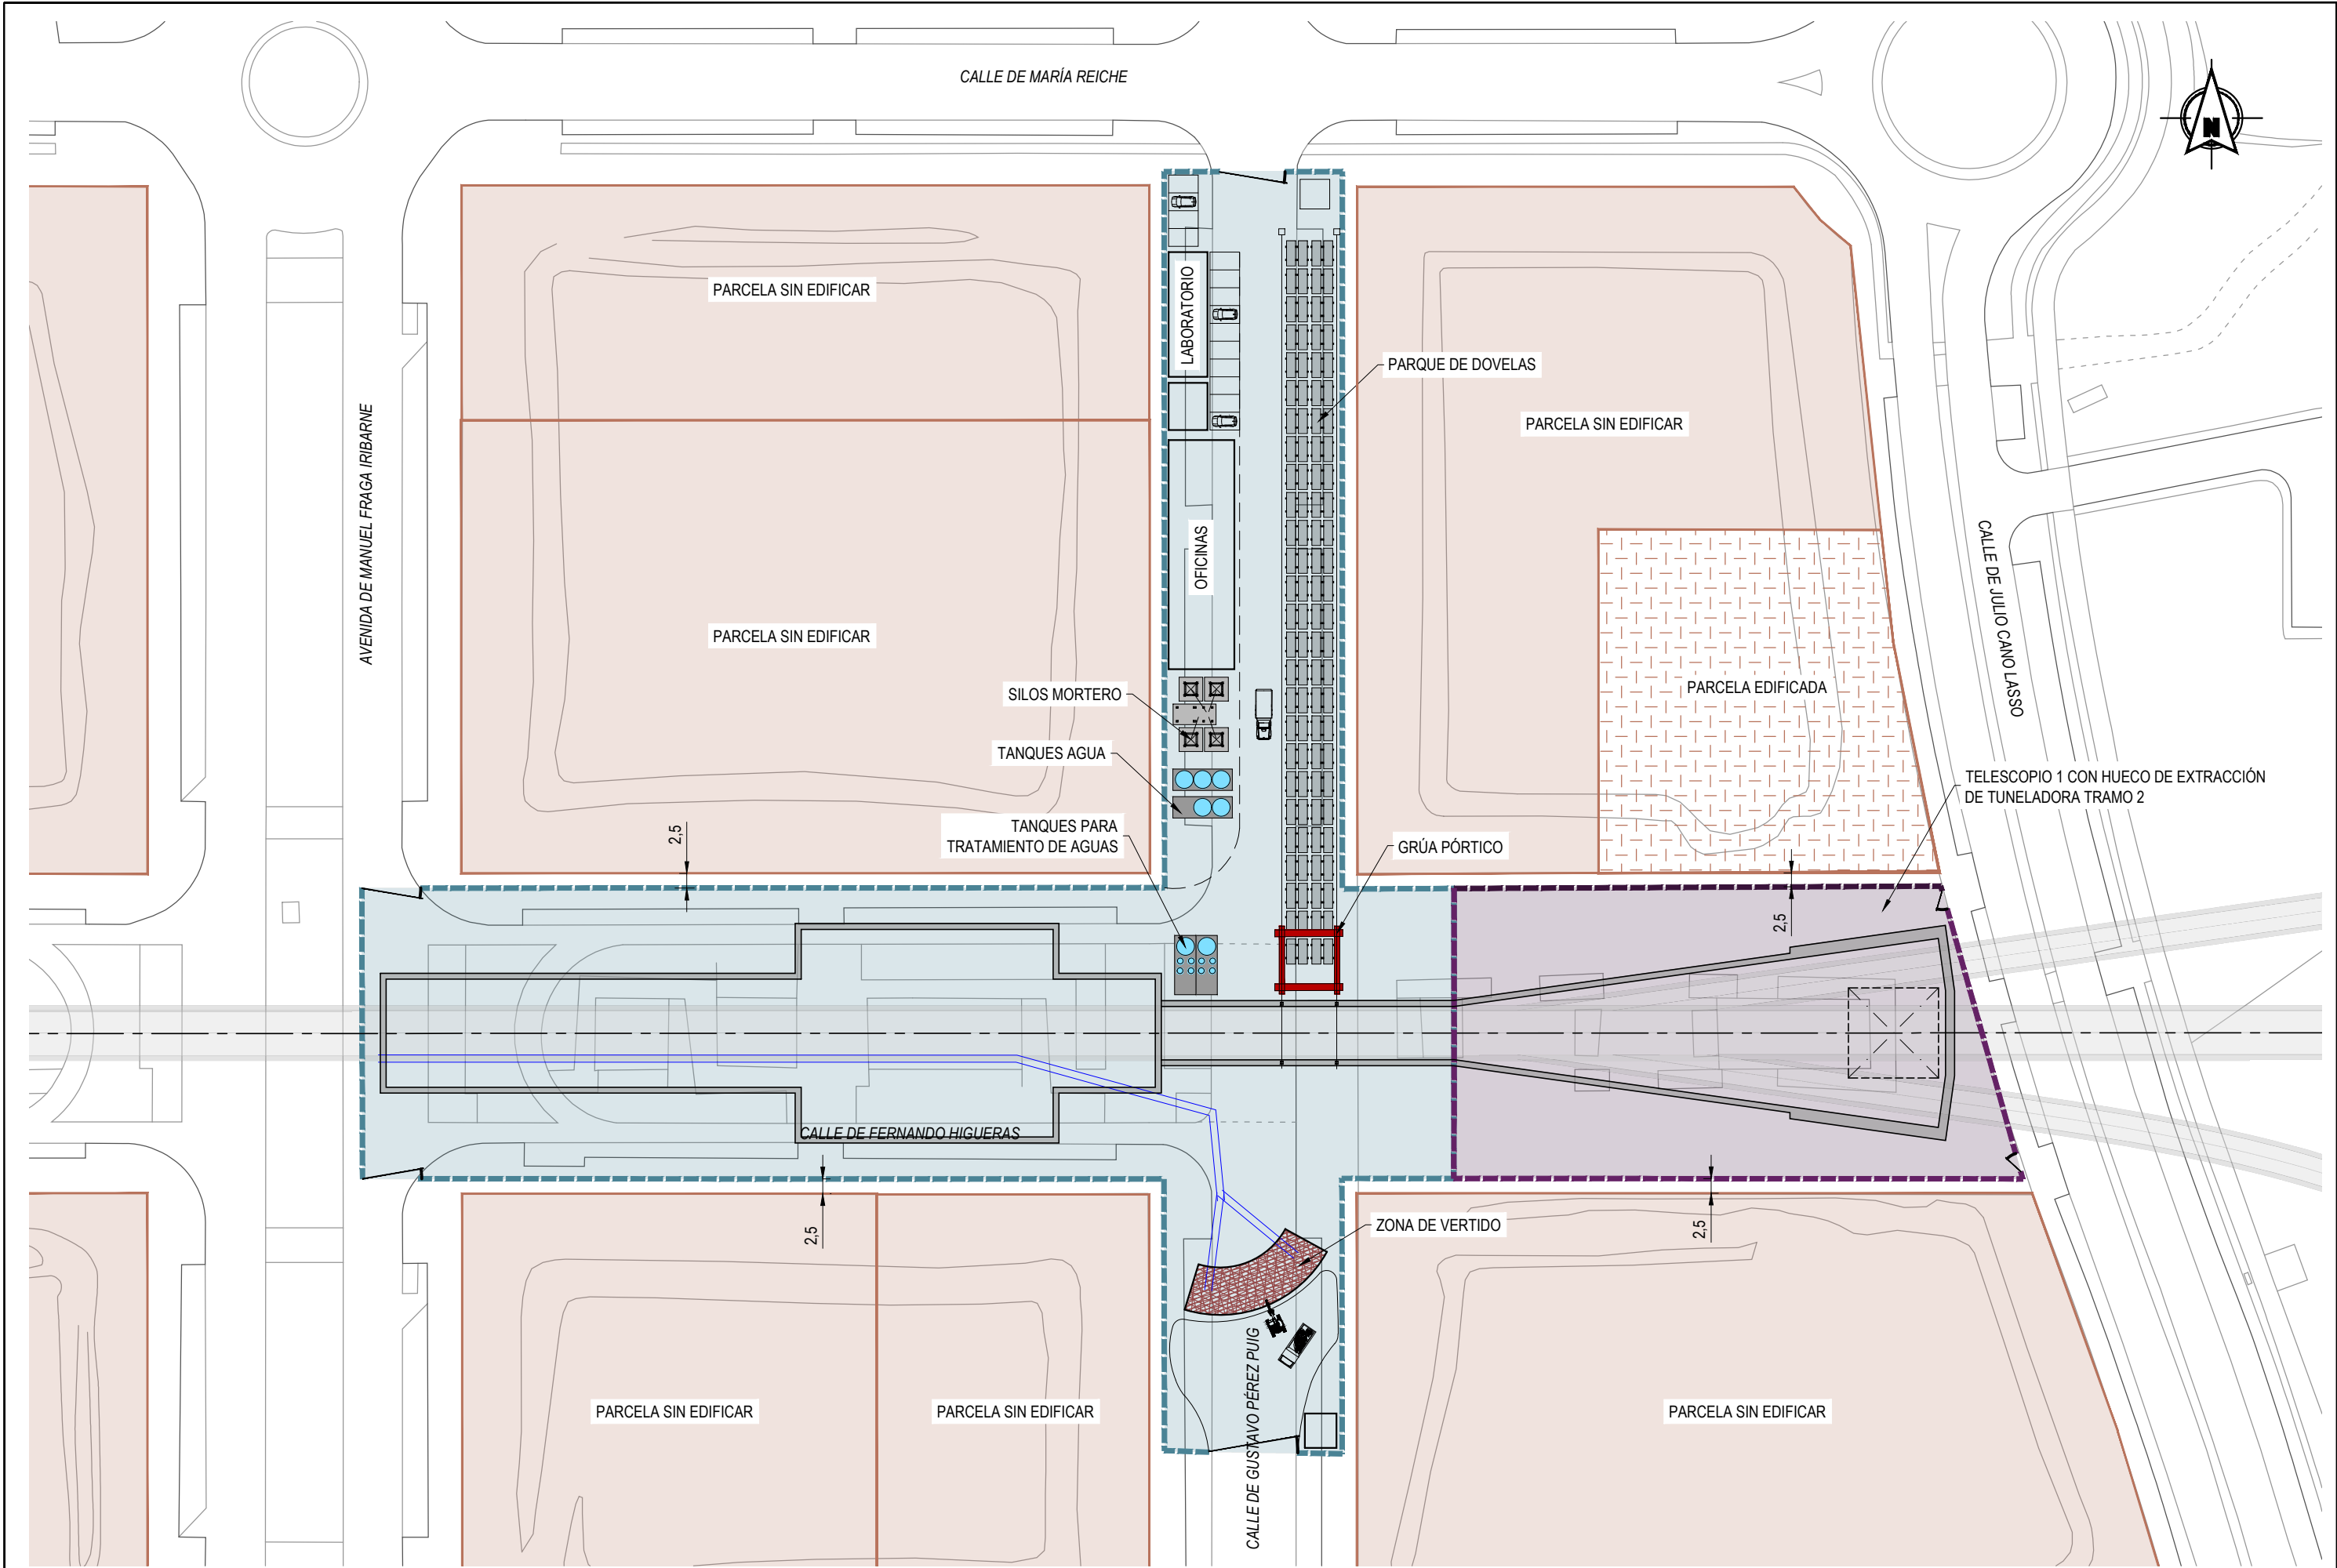 CALLE DE MARÍA REICHE
N
PARCELA SIN EDIFICAR
LABORATORIO
PARQUE DE DOVELAS
PARCELA SIN EDIFICAR
AVENIDA DE MANUEL FRAGA IRIBARNE
OFICINAS
CALLE DE JULIO CANO LASSO
PARCELA SIN EDIFICAR
SILOS MORTERO
PARCELA EDIFICADA
TANQUES AGUA
TELESCOPIO 1 CON HUECO DE EXTRACCIÓN
DE TUNELADORA TRAMO 2
TANQUES PARA
TRATAMIENTO DE AGUAS
2,5
GRÚA PÓRTICO
2,5
CALLE DE FERNANDO HIGUERAS
2,5
ZONA DE VERTIDO
2,5
CALLE DE GUSTAVO PÉREZ PUIG
PARCELA SIN EDIFICAR
PARCELA SIN EDIFICAR
PARCELA SIN EDIFICAR